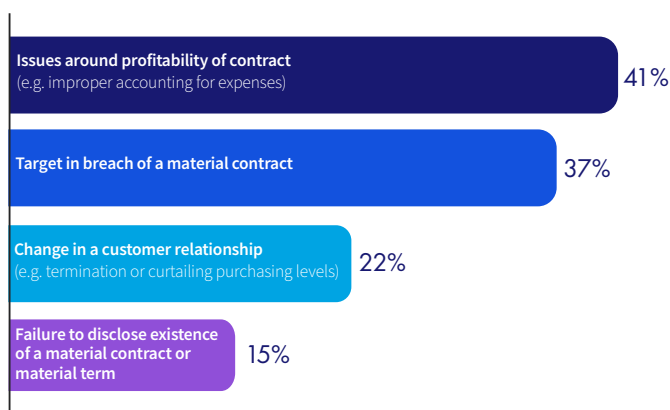 Issues around profitability of contract
(e.g. improper accounting for expenses)
41%
Target in breach of a material contract
37%
Change in a customer relationship
(e.g. termination or curtailing purchasing levels)
22%
Failure to disclose existence
of a material contract or
material term
15%